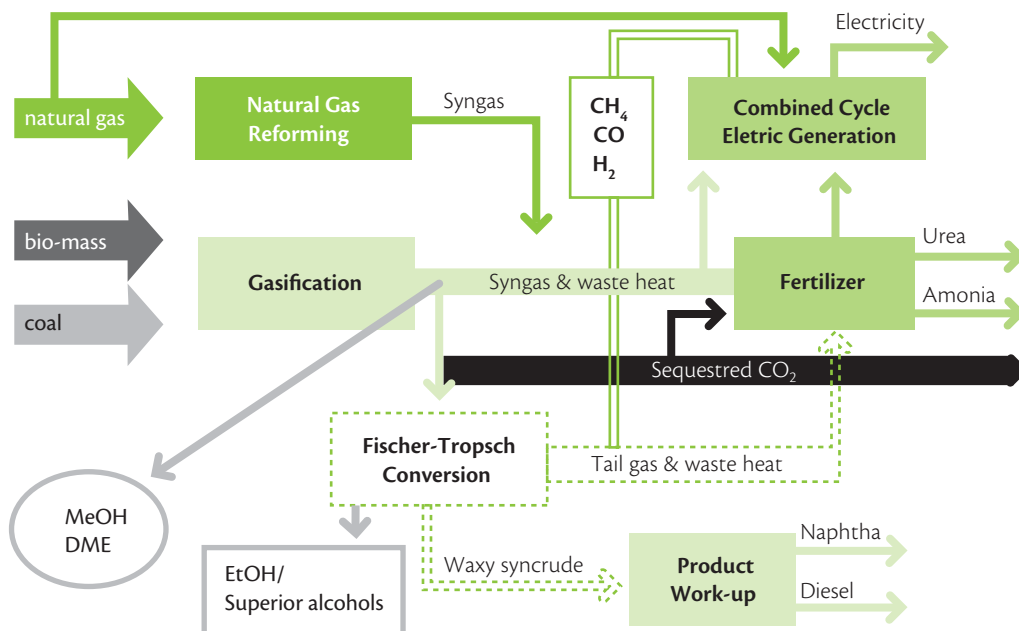 Electricity
natural gas
Natural Gas
Reforming
Syngas
CH₄
CO
H₂
Combined Cycle
Eletric Generation
bio-mass
coal
Gasification
Syngas & waste heat
Fertilizer
Urea
Amonia
Sequestred CO₂
Fischer-Tropsch
Conversion
Tail gas & waste heat
MeOH
DME
EtOH/
Superior alcohols
Waxy syncrude
Product
Work-up
Naphtha
Diesel